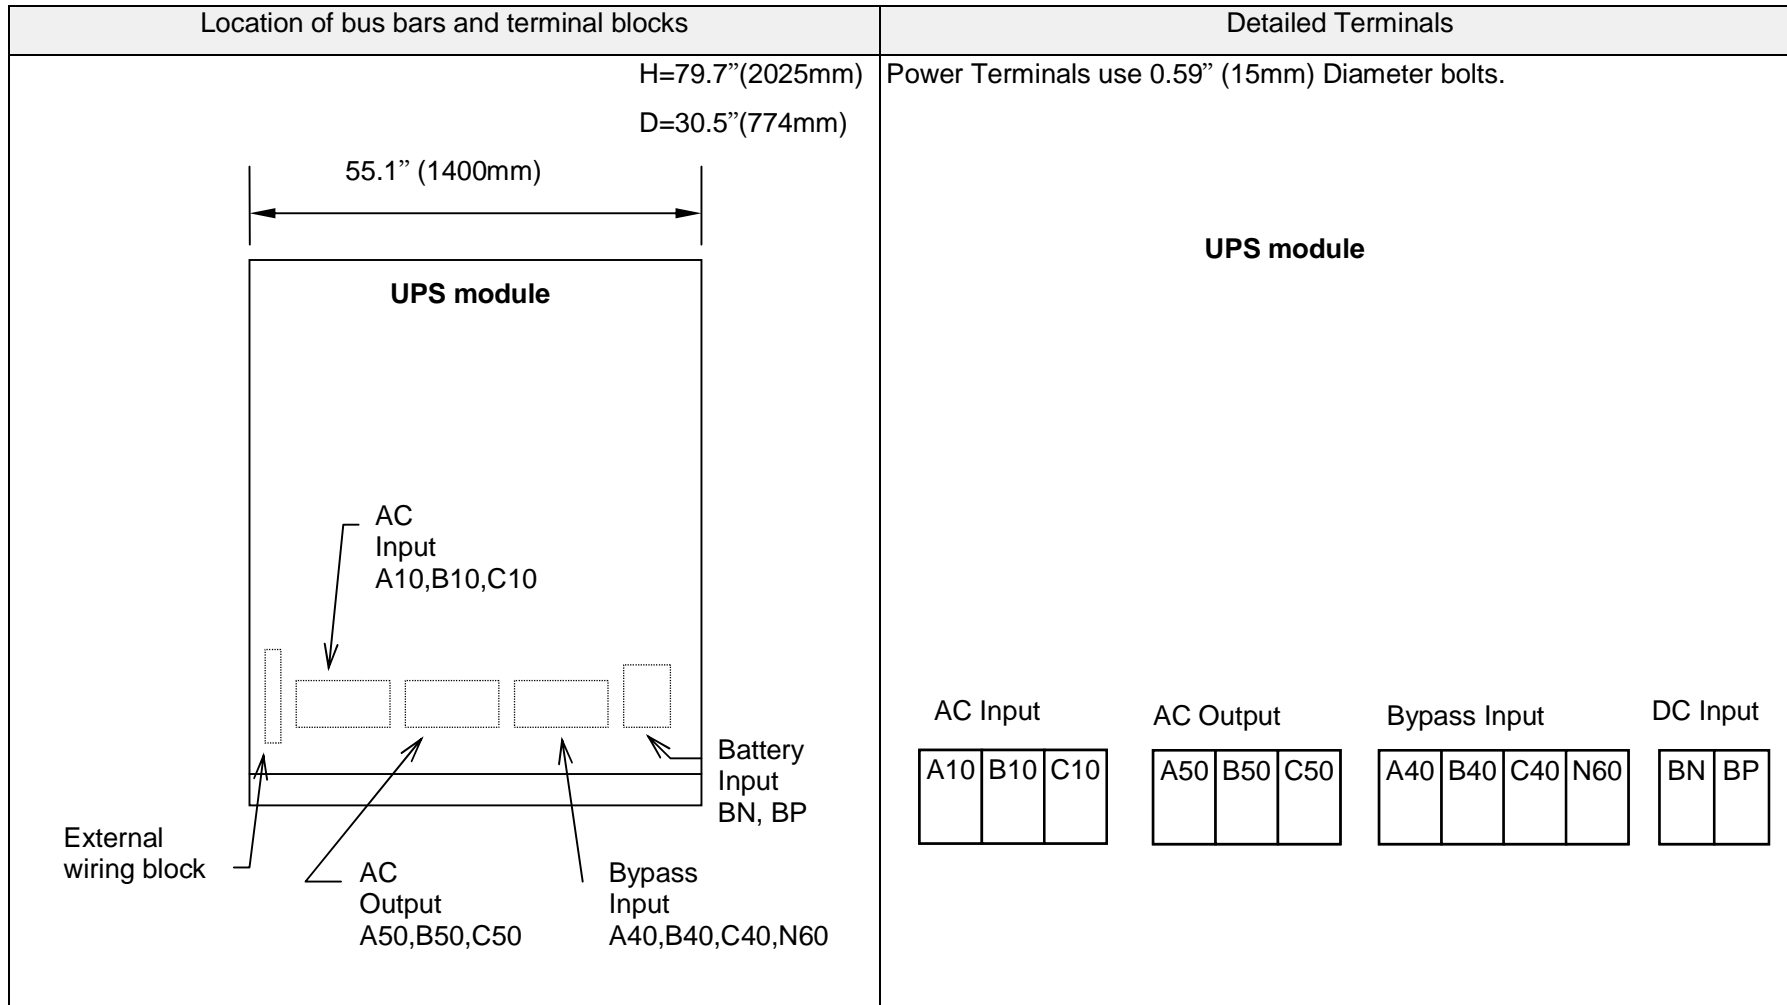 Location of bus bars and terminal blocks
Detailed Terminals
H=79.7”(2025mm)
D=30.5”(774mm)
55.1” (1400mm)
UPS module
AC
Input
A10,B10,C10
Battery
Input
BN, BP
External
wiring block
AC
Output
A50,B50,C50
Bypass
Input
A40,B40,C40,N60
Power Terminals use 0.59” (15mm) Diameter bolts.
UPS module
AC Input
AC Output
Bypass Input
DC Input
A10 B10 C10
A50 B50 C50
A40 B40 C40 N60
BN BP